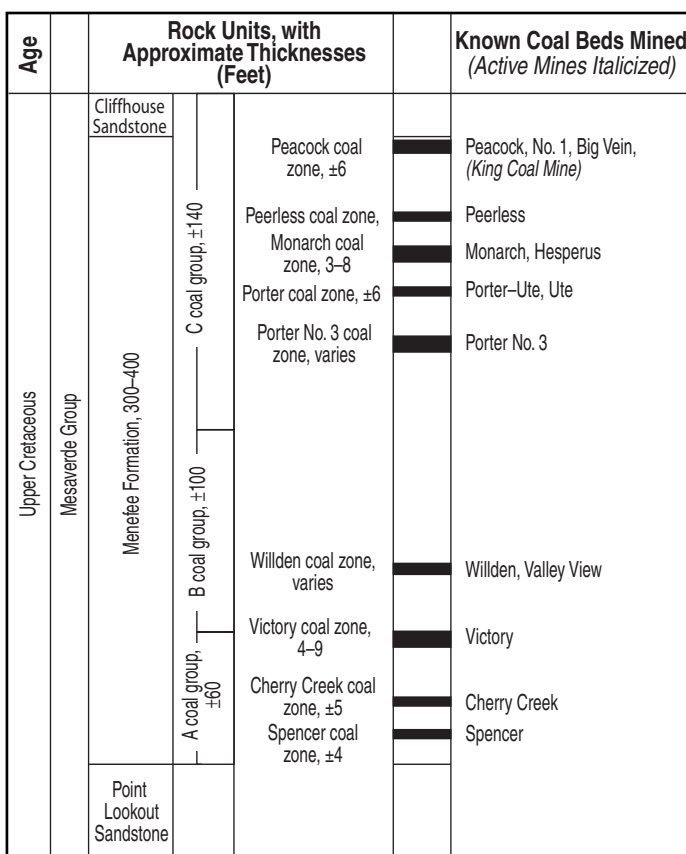 Age
Rock Units, with
Approximate Thicknesses
(Feet)
Known Coal Beds Mined
(Active Mines Italicized)
Upper Cretaceous
Mesaverde Group
Cliffhouse
Sandstone
Menefee Formation, 300–400
Point
Lookout
Sandstone
C coal group, ±140
B coal group, ±100
A coal group,
±60
Peacock coal
zone, ±6
Peacock, No. 1, Big Vein,
(King Coal Mine)
Peerless coal zone,
Peerless
Monarch coal
zone, 3–8
Monarch, Hesperus
Porter coal zone, ±6
Porter–Ute, Ute
Porter No. 3 coal
zone, varies
Porter No. 3
Willden coal zone,
varies
Willden, Valley View
Victory coal zone,
4–9
Victory
Cherry Creek coal
zone, ±5
Cherry Creek
Spencer coal
zone, ±4
Spencer